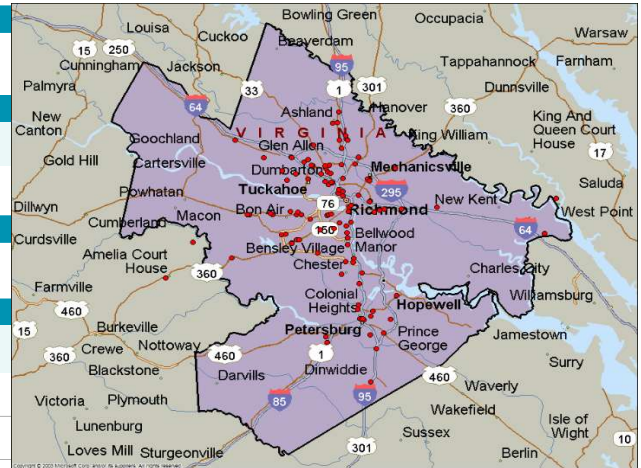 Bowling Green
Occupacia
Louisa
Cuckoo
Beaverdam
Warsaw
15
250
Cunningham
Jackson
95
Tappahannock
Farnham
Palmyra
33
1
301
Dunnsville
64
Ashland
Hanover
360
New
Canton
VIRGINIA
King William
King And
Queen Court
House
Goochland
Glen Allen
17
Gold Hill
Cartersville
Dumbarton
Mechanicsville
Saluda
Powhatan
Tuckahoe
295
Dillwyn
76
New Kent
Cumberland
Macon
Bon Air
Richmond
West Point
Curdsville
150
64
Amelia Court
House
Bensley Village
Bellwood
Manor
360
Chester
Charles City
Farmville
Colonial
Heights
Hopewell
Williamsburg
460
Burkeville
Petersburg
Prince
George
Jamestown
15
Crewe
Nottoway
460
1
360
Blackstone
Surry
Darvills
Dinwiddie
460
Waverly
Victoria
Plymouth
85
95
Wakefield
Isle of
Wight
Lunenburg
Sussex
Loves Mill
Sturgeonville
301
Berlin
10